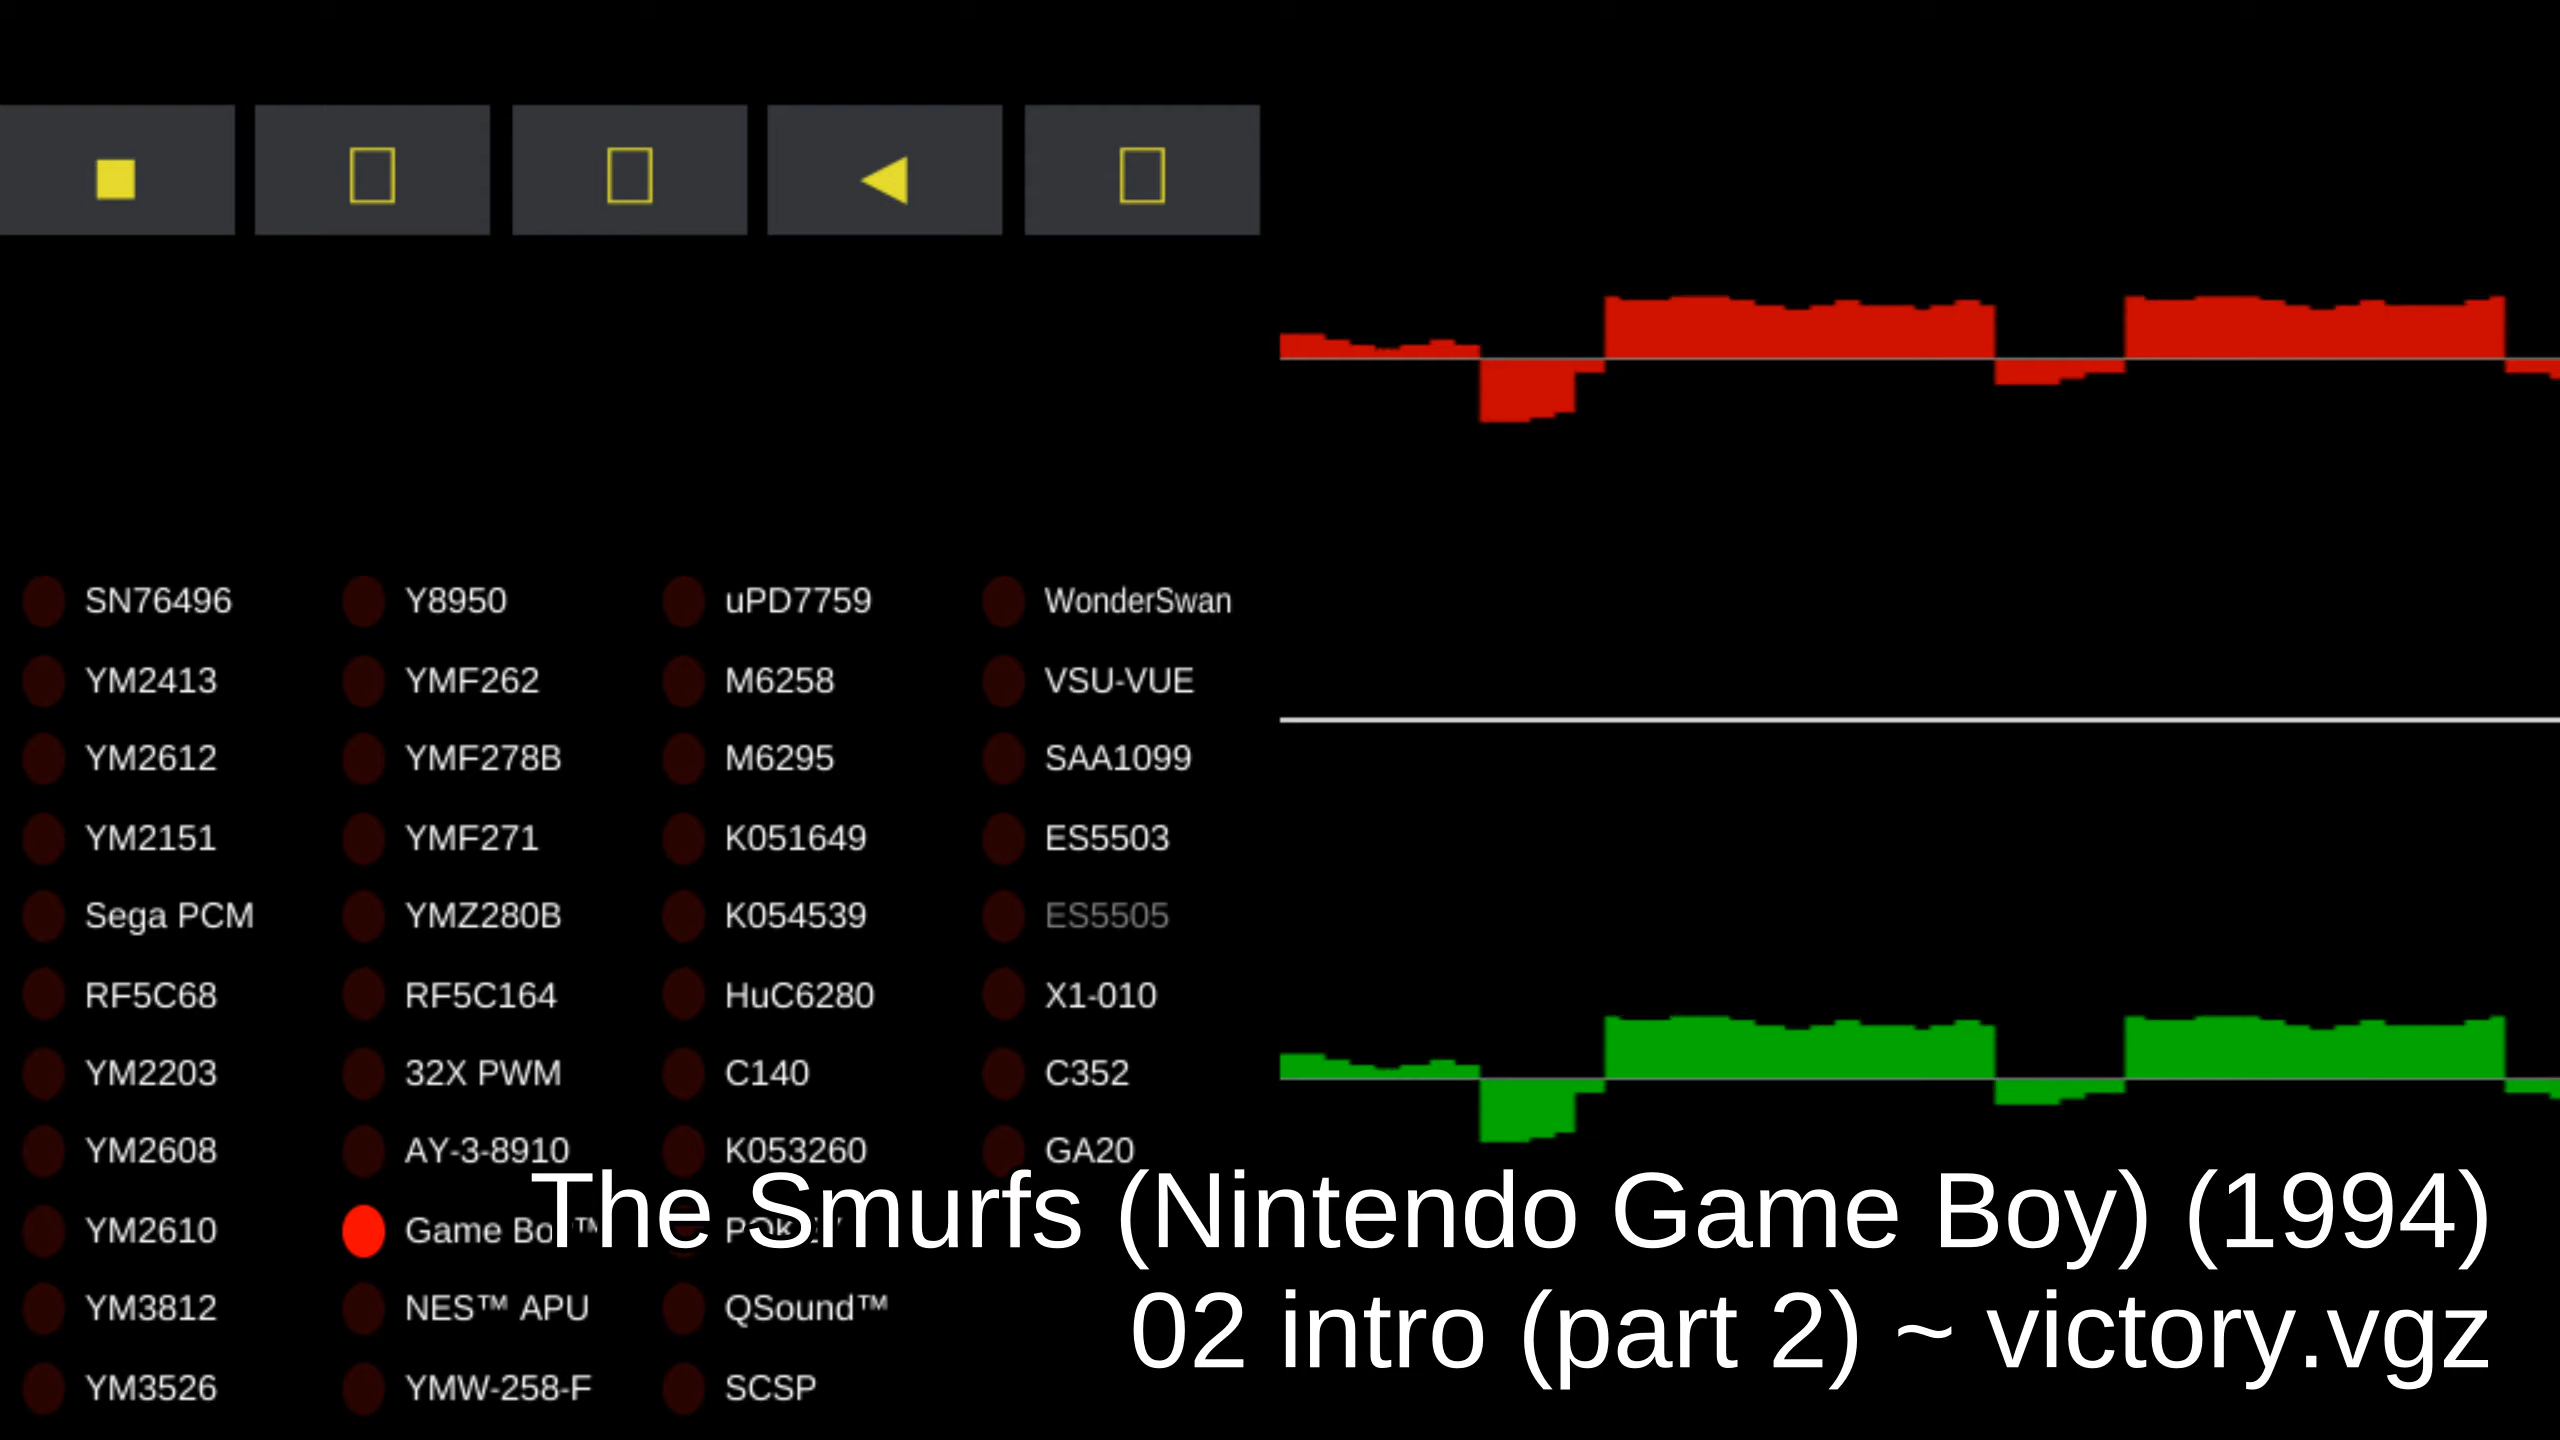 SN76496 Y8950 uPD7759 WonderSwan
YM2413 YMF262 M6258 VSU-VUE
YM2612 YMF278B M6295 SAA1099
YM2151 YMF271 K051649 ES5503
Sega PCM YMZ280B K054539 ES5505
RF5C68 RF5C164 HuC6280 X1-010
YM2203 32X PWM C140 C352
YM2608 AY-3-8910 K053260 GA20
YM2610 Game Boy™
The Smurfs (Nintendo Game Boy) (1994)
YM3812 NES™ APU QSound™
02 intro (part 2) ~ victory.vgz
YM3526 YMW-258-F SCSP